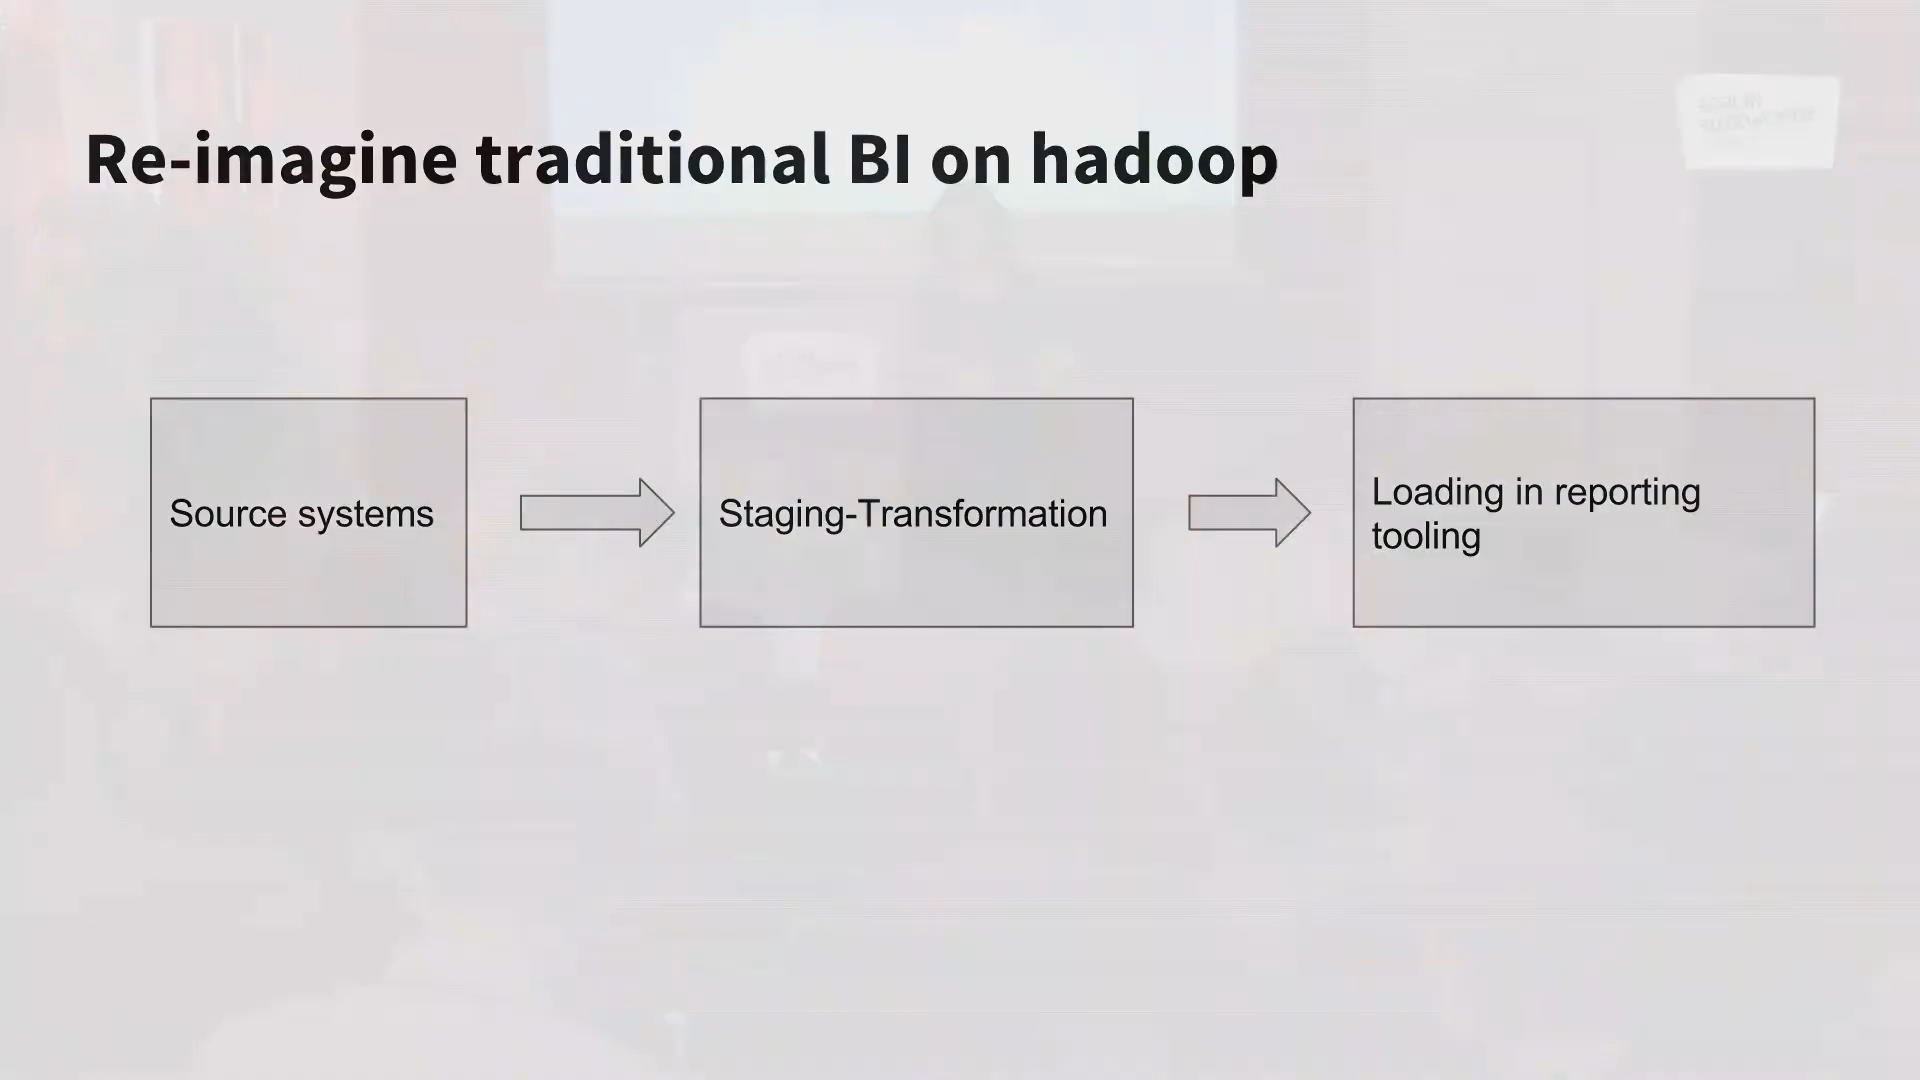 Re-imagine traditional BI on hadoop
Source systems
Staging-Transformation
Loading in reporting
tooling